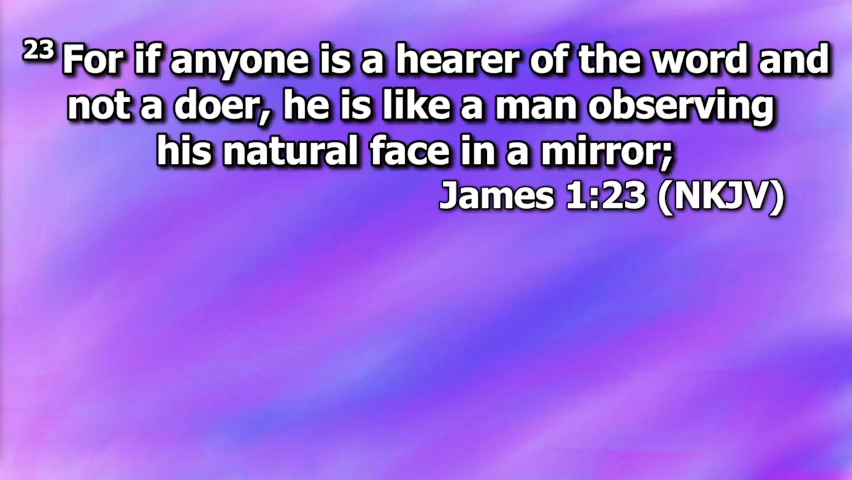 23 For if anyone is a hearer of the word and
not a doer, he is like a man observing
his natural face in a mirror;
James 1:23 (NKJV)